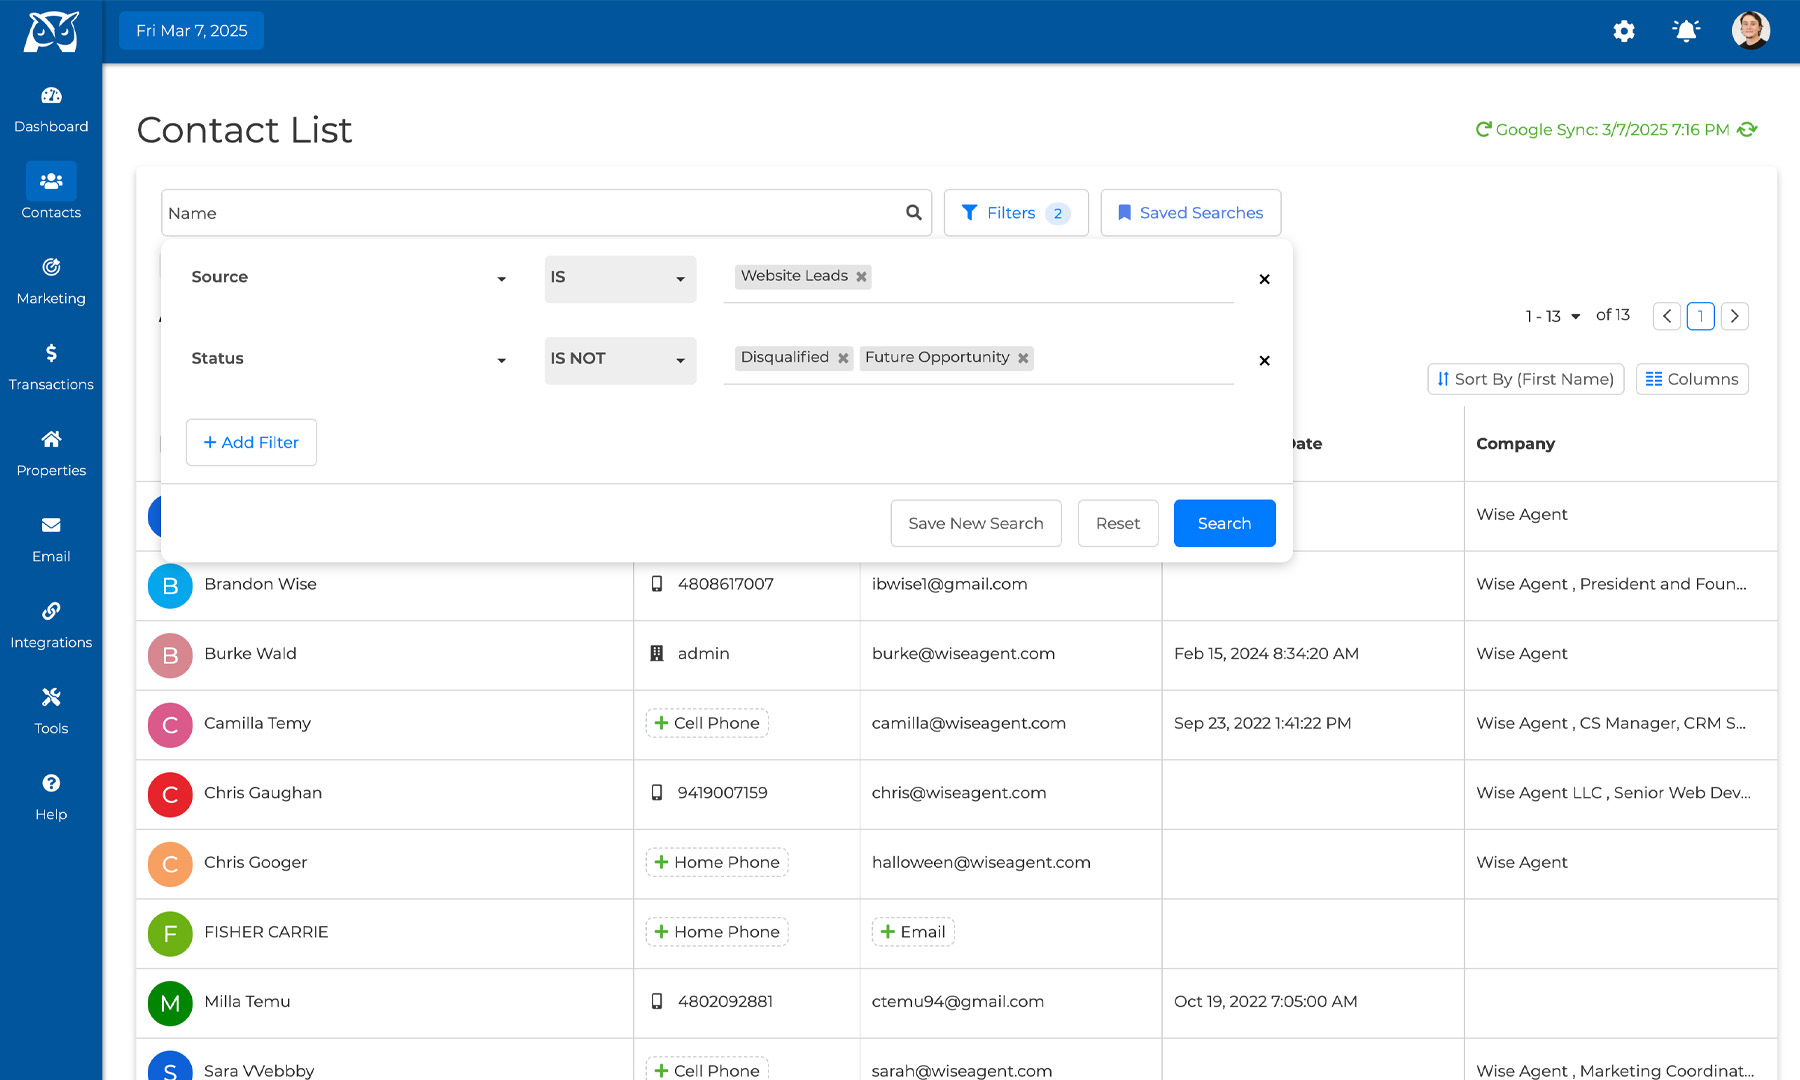 Fri Mar 7, 2025
Dashboard
Contacts
Marketing
Transactions
Properties
Email
Integrations
Tools
Help
Contact List
Google Sync: 3/7/2025 7:16 PM
Name
Filters 2
Saved Searches
Source IS Website Leads
Status IS NOT Disqualified Future Opportunity
+ Add Filter
Save New Search Reset Search
1 - 13 of 13 1
Sort By (First Name) Columns
Company
Wise Agent
B Brandon Wise 4808617007 ibwise1@gmail.com Wise Agent , President and Foun...
B Burke Wald admin burke@wiseagent.com Feb 15, 2024 8:34:20 AM Wise Agent
C Camilla Temy + Cell Phone camilla@wiseagent.com Sep 23, 2022 1:41:22 PM Wise Agent , CS Manager, CRM S...
C Chris Gaughan 9419007159 chris@wiseagent.com Wise Agent LLC , Senior Web Dev...
C Chris Googer + Home Phone halloween@wiseagent.com Wise Agent
F FISHER CARRIE + Home Phone + Email
M Milla Temu 4802092881 ctemu94@gmail.com Oct 19, 2022 7:05:00 AM
S Sara VVebbby + Cell Phone sarah@wiseagent.com Wise Agent , Marketing Coordinat...